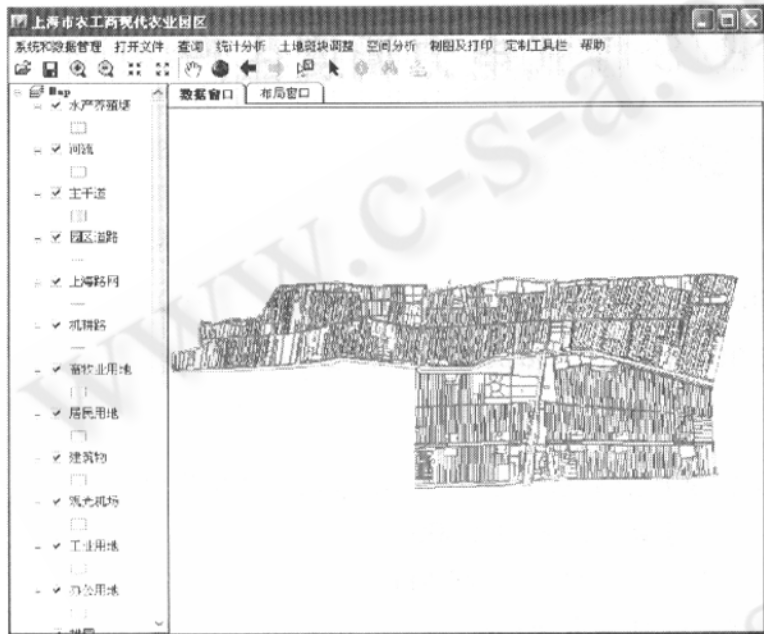 上海市农工商现代农业园区
系统和数据管理 打开文件 查询 统计分析 土地斑块调整 空间分析 制图及打印 定制工具栏 帮助
数据窗口 布局窗口
Map
水产养殖塘
河流
主干道
园区道路
上海路网
机耕路
畜牧业用地
居民用地
建筑物
观光机场
工业用地
办公用地
www.c-s-a.o